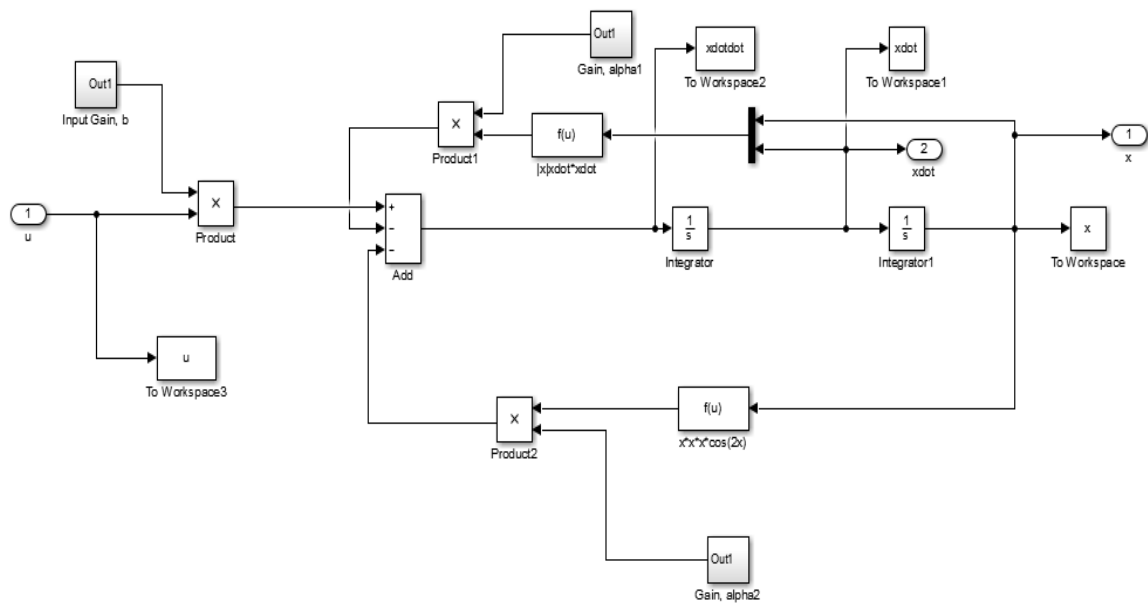 Out1
Gain, alpha1
xdotdot
To Workspace2
xdot
To Workspace1
Out1
Input Gain, b
X
Product1
f(u)
|x|xdot*xdot
2
xdot
1
x
1
u
X
Product
+
−
−
Add
1
s
Integrator
1
s
Integrator1
x
To Workspace
u
To Workspace3
X
Product2
f(u)
x*x*x*cos(2x)
Out1
Gain, alpha2